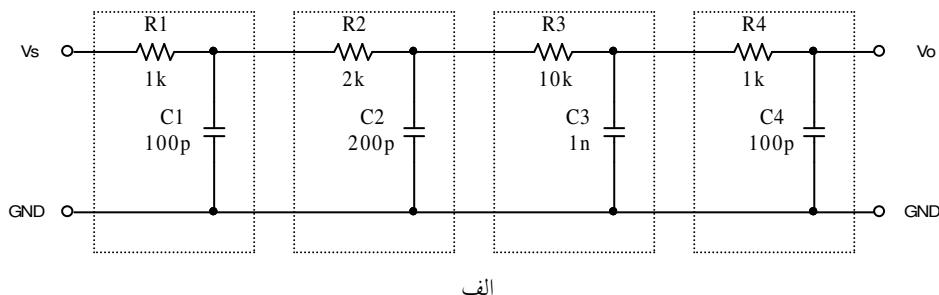 R1 R2 R3 R4
Vs Vo
1k 2k 10k 1k
C1 C2 C3 C4
100p 200p 1n 100p
GND GND
الف